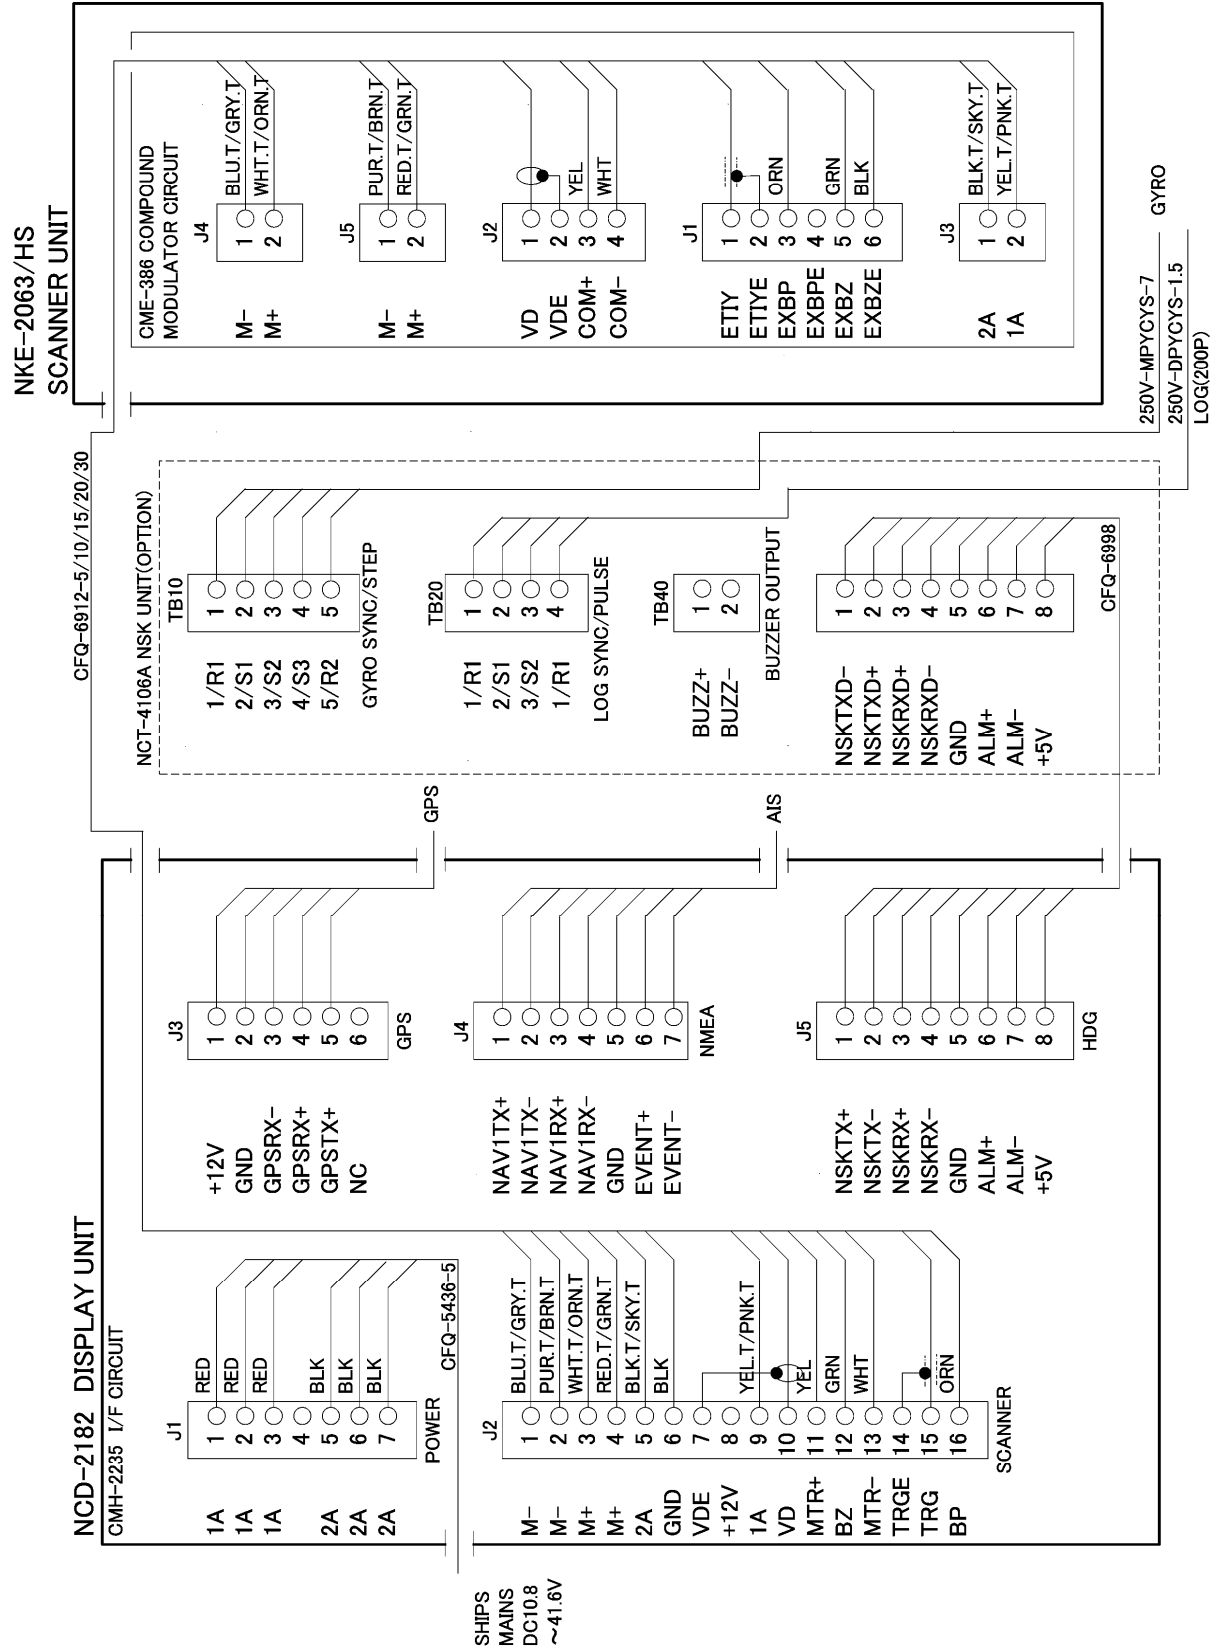 NKE-2063/HS
SCANNER UNIT
CME-386 COMPOUND
MODULATOR CIRCUIT
J4
1
2
BLU.T/GRY.T
WHT.T/ORN.T
M-
M+
J5
1
2
PUR.T/BRN.T
RED.T/GRN.T
M-
M+
J2
1
2
3
4
YEL
WHT
VD
VDE
COM+
COM-
J1
1
2
3
4
5
6
ORN
GRN
BLK
ETIY
ETIYE
EXBP
EXBPE
EXBZ
EXBZE
J3
1
2
BLK.T/SKY.T
YEL.T/PNK.T
2A
1A
GYRO
250V-MPYCYS-7
250V-DPYCYS-1.5
LOG(200P)
CFQ-6912-5/10/15/20/30
NCT-4106A NSK UNIT(OPTION)
TB10
1
2
3
4
5
1/R1
2/S1
3/S2
4/S3
5/R2
GYRO SYNC/STEP
TB20
1
2
3
4
1/R1
2/S1
3/S2
1/R1
LOG SYNC/PULSE
TB40
1
2
BUZZ+
BUZZ-
BUZZER OUTPUT
1
2
3
4
5
6
7
8
NSKTXD-
NSKTXD+
NSKRXD+
NSKRXD-
GND
ALM+
ALM-
+5V
CFQ-6998
GPS
AIS
NCD-2182 DISPLAY UNIT
CMH-2235 I/F CIRCUIT
J3
1
2
3
4
5
6
GPS
+12V
GND
GPSRX-
GPSRX+
GPSTX+
NC
J4
1
2
3
4
5
6
7
NMEA
NAV1TX+
NAV1TX-
NAV1RX+
NAV1RX-
GND
EVENT+
EVENT-
J5
1
2
3
4
5
6
7
8
HDG
NSKTX+
NSKTX-
NSKRX+
NSKRX-
GND
ALM+
ALM-
+5V
J1
1
2
3
4
5
6
7
POWER
RED
RED
RED
BLK
BLK
BLK
1A
1A
1A
2A
2A
2A
CFQ-5436-5
J2
1
2
3
4
5
6
7
8
9
10
11
12
13
14
15
16
SCANNER
BLU.T/GRY.T
PUR.T/BRN.T
WHT.T/ORN.T
RED.T/GRN.T
BLK.T/SKY.T
BLK
YEL.T/PNK.T
YEL
GRN
WHT
ORN
M-
M-
M+
M+
2A
GND
VDE
+12V
1A
VD
MTR+
BZ
MTR-
TRGE
TRG
BP
SHIPS
MAINS
DC10.8
～41.6V